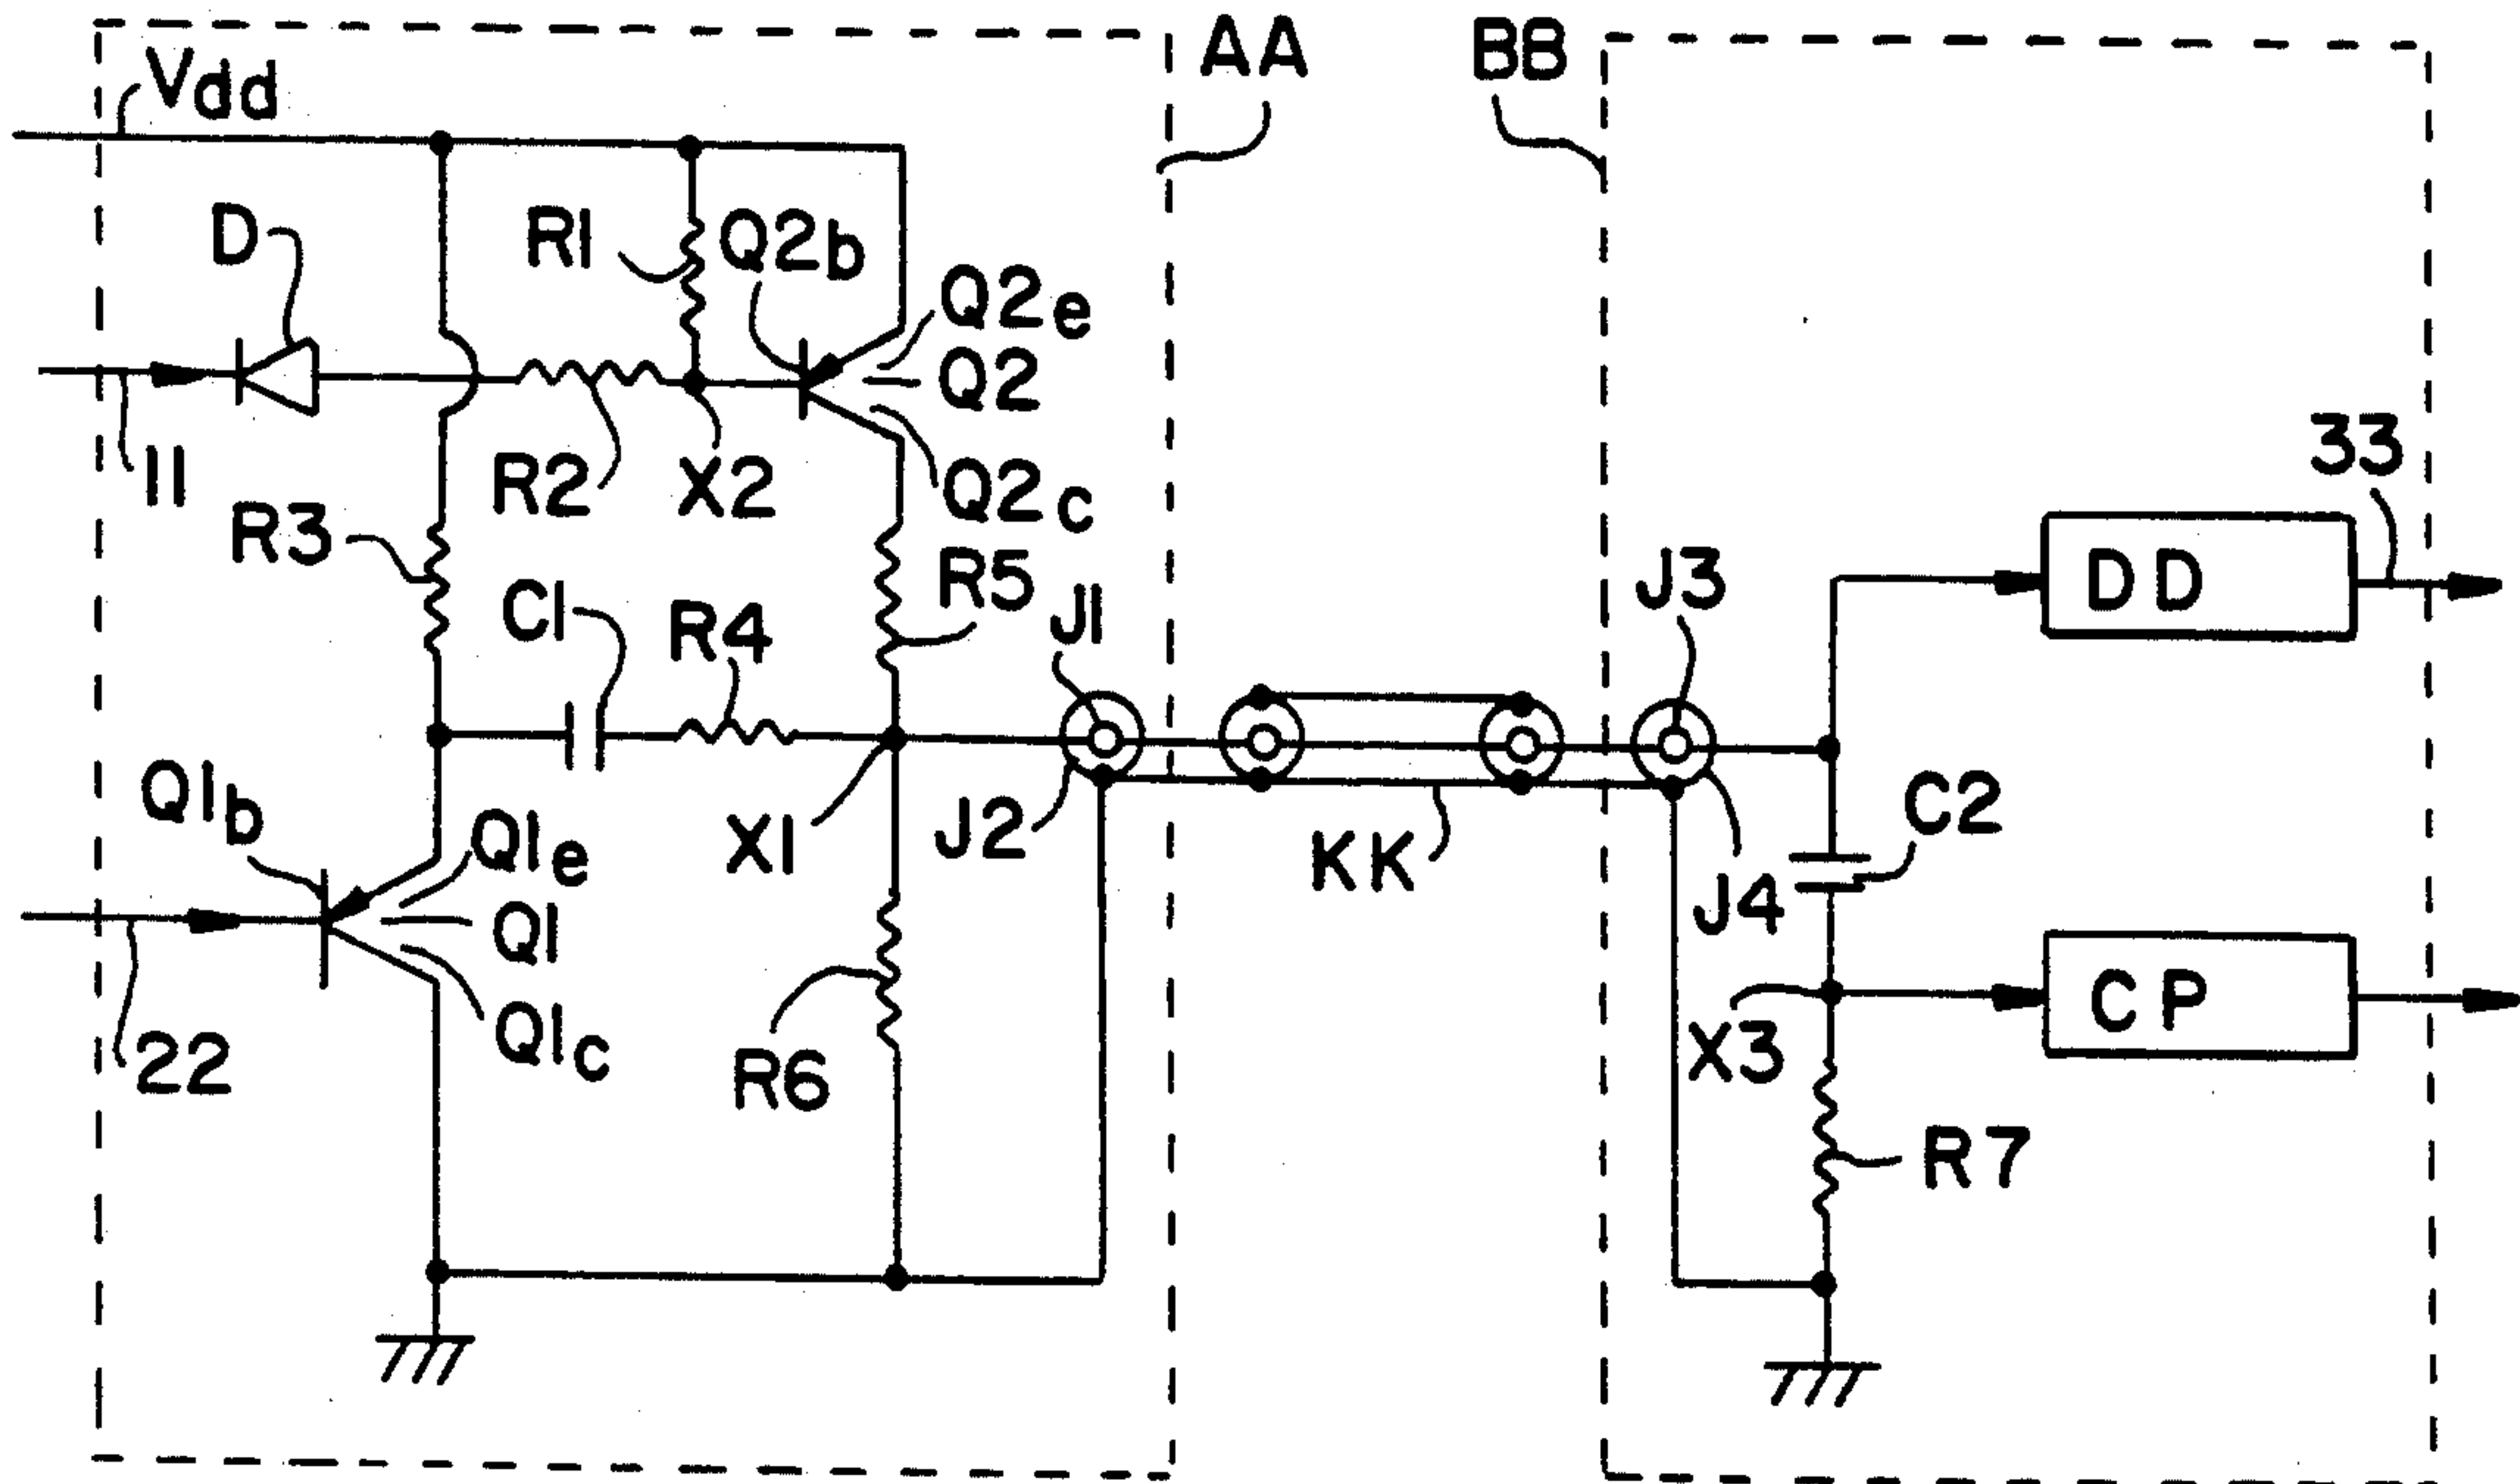 AA
BB
Vdd
D
R1
Q2b
Q2e
Q2
11
R2
X2
Q2c
33
R3
R5
DD
C1
R4
J1
J3
Q1b
Q1e
X1
J2
KK
C2
J4
Q1
CP
22
Q1c
R6
X3
R7